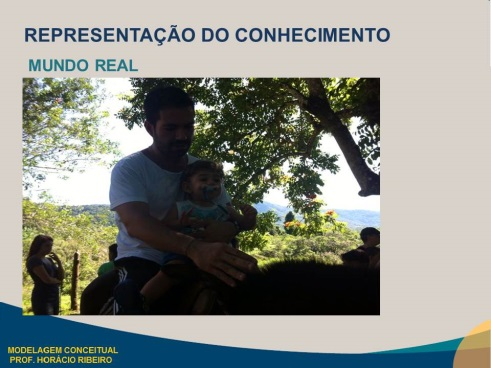 REPRESENTAÇÃO DO CONHECIMENTO
MUNDO REAL
MODELAGEM CONCEITUAL
PROF. HORÁCIO RIBEIRO